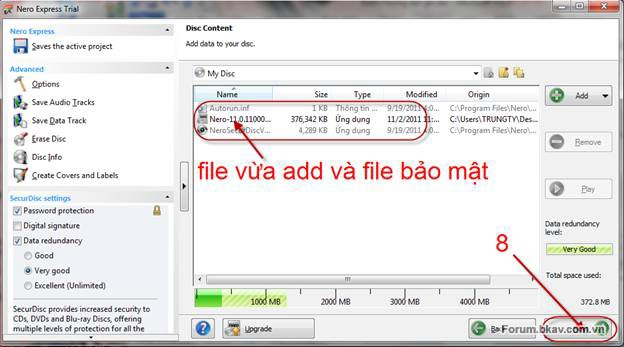 Nero Express Trial
Nero Express
Saves the active project
Advanced
Options
Save Audio Tracks
Save Data Track
Erase Disc
Disc Info
Create Covers and Labels
SecurDisc settings
Password protection
Digital signature
Data redundancy
Good
Very good
Excellent (Unlimited)
SecurDisc provides increased security to
CDs, DVDs and Blu-ray Discs, offering
multiple levels of protection for all the
Disc Content
Add data to your disc.
My Disc
Name Size Type Modified Origin
Autorun.inf 1 KB Thông tin ... 9/19/2011 4:0... C:\Program Files\Nero\...
Nero-11.0.11000... 376,342 KB Ứng dụng 11/2/2011 11:... C:\Users\TRUNGTY\Des...
NeroSecurDiscV... 4,289 KB Ứng dụng 9/19/2011 4:0... C:\Program Files\Nero\...
file vừa add và file bảo mật
Add
Remove
Play
Data redundancy
level:
Very Good
8
Total space used:
372.8 MB
1000 MB 2000 MB 3000 MB 4000 MB
Upgrade
Forum.bkav.com.vn